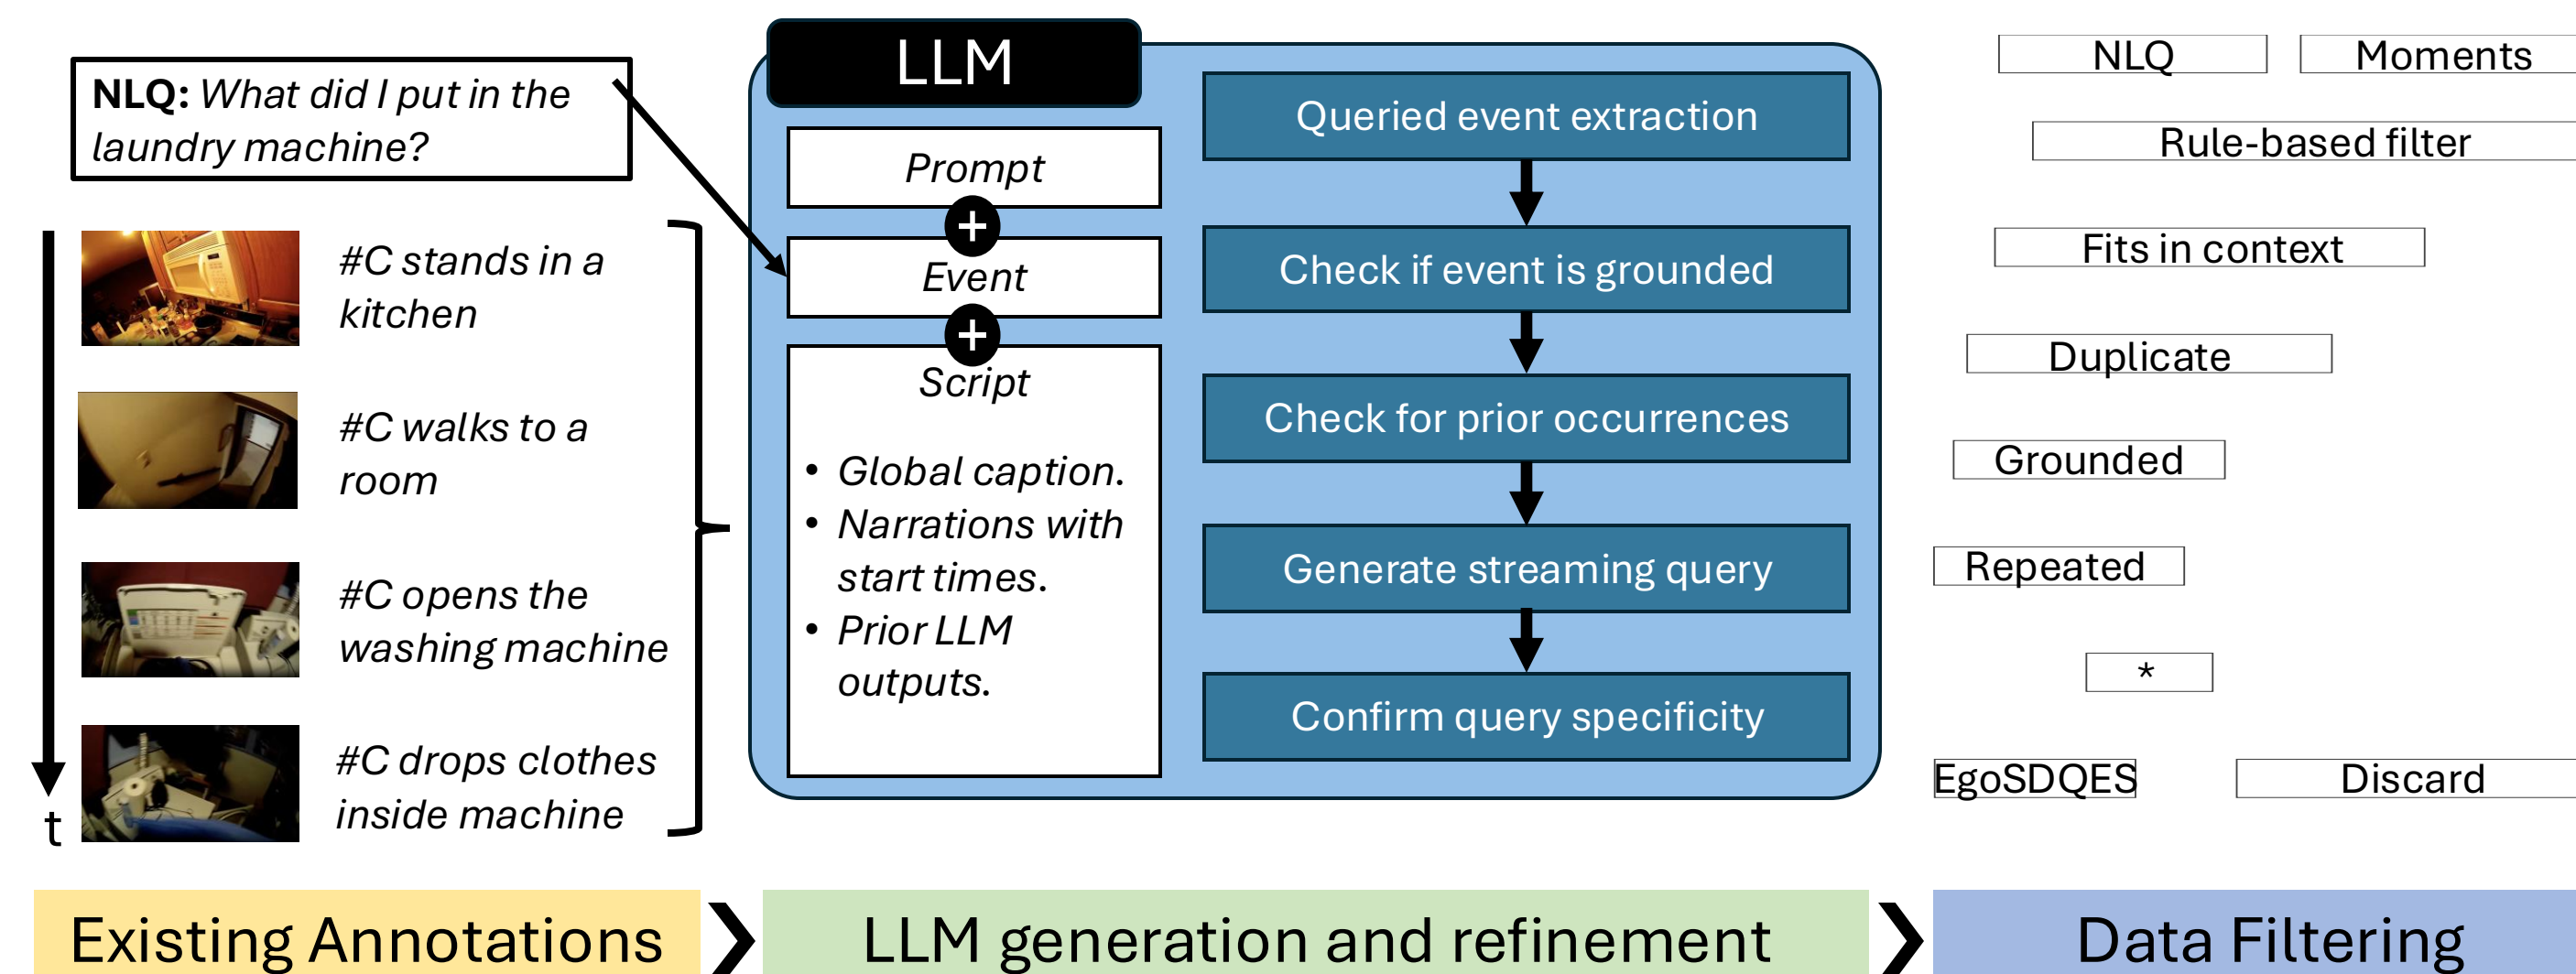 NLQ: What did I put in the
laundry machine?
#C stands in a
kitchen
#C walks to a
room
#C opens the
washing machine
#C drops clothes
inside machine
t
LLM
Prompt
+
Event
+
Script
• Global caption.
• Narrations with
start times.
• Prior LLM
outputs.
Queried event extraction
Check if event is grounded
Check for prior occurrences
Generate streaming query
Confirm query specificity
NLQ
Moments
Rule-based filter
Fits in context
Duplicate
Grounded
Repeated
*
EgoSDQES
Discard
Existing Annotations
LLM generation and refinement
Data Filtering